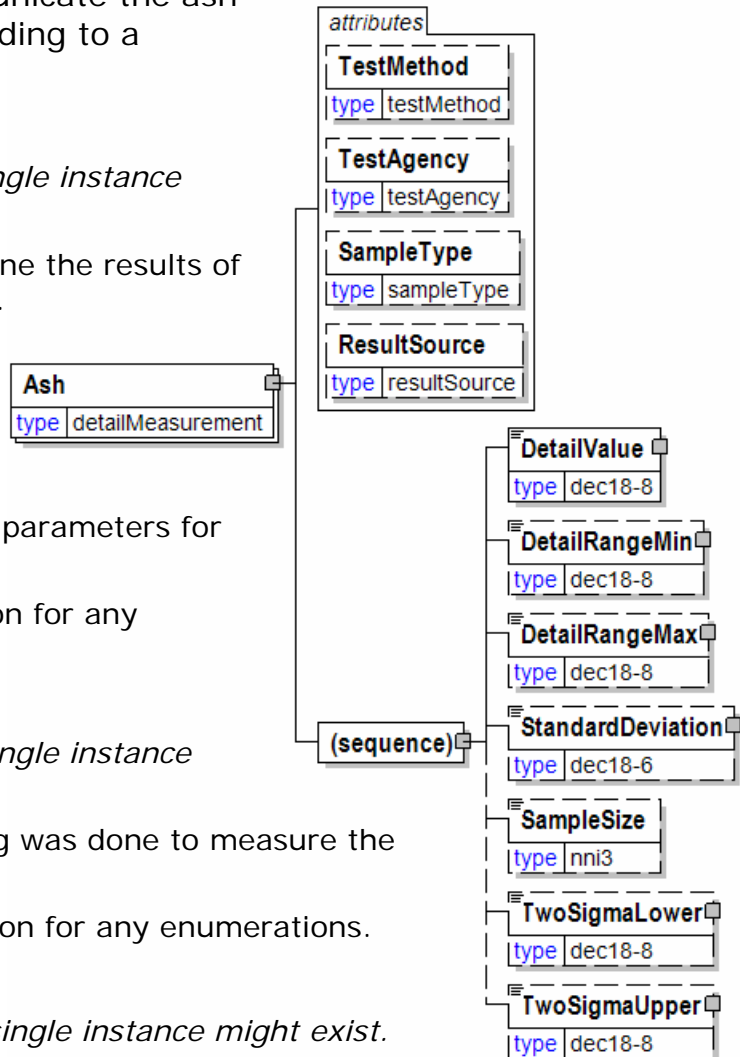 municate the ash
ding to a
ngle instance
ne the results of
.
parameters for
on for any
ngle instance
g was done to measure the
on for any enumerations.
single instance might exist.
attributes
TestMethod
type testMethod
TestAgency
type testAgency
SampleType
type sampleType
ResultSource
type resultSource
Ash
type detailMeasurement
(sequence)
DetailValue
type dec18-8
DetailRangeMin
type dec18-8
DetailRangeMax
type dec18-8
StandardDeviation
type dec18-6
SampleSize
type nni3
TwoSigmaLower
type dec18-8
TwoSigmaUpper
type dec18-8